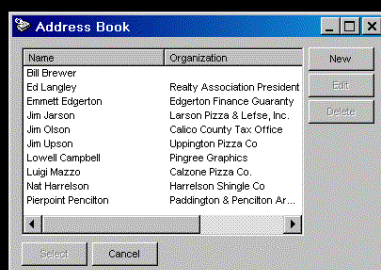 Address Book
Name Organization New
Bill Brewer
Ed Langley Realty Association President Edit
Emmett Edgerton Edgerton Finance Guaranty
Jim Jarson Larson Pizza & Lefse, Inc. Delete
Jim Olson Calico County Tax Office
Jim Upson Uppington Pizza Co
Lowell Campbell Pingree Graphics
Luigi Mazzo Calzone Pizza Co.
Nat Harrelson Harrelson Shingle Co
Pierpoint Pencilton Paddington & Pencilton Ar...
Select Cancel